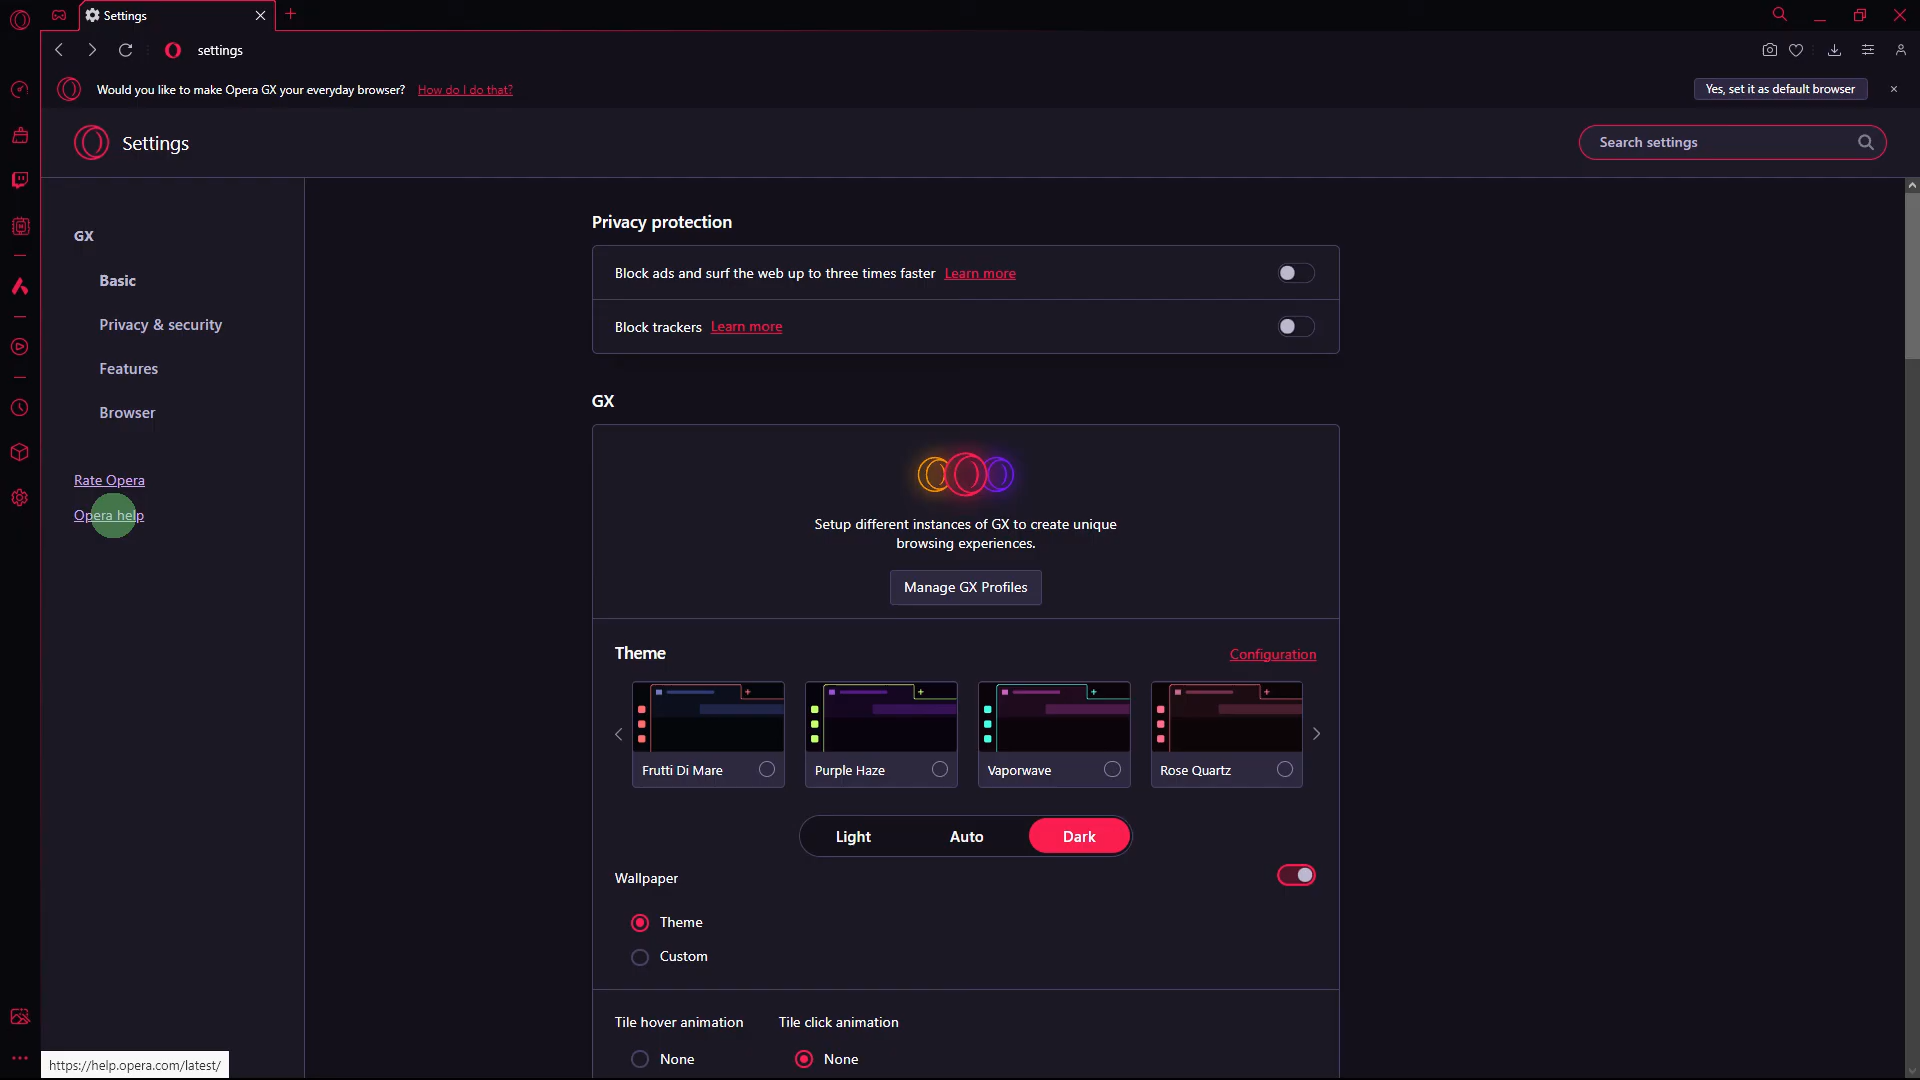 Settings
settings
Would you like to make Opera GX your everyday browser? How do I do that?
Yes, set it as default browser
Settings
Search settings
GX
Basic
Privacy & security
Features
Browser
Rate Opera
Opera help
Privacy protection
Block ads and surf the web up to three times faster Learn more
Block trackers Learn more
GX
Setup different instances of GX to create unique
browsing experiences.
Manage GX Profiles
Theme
Configuration
Frutti Di Mare
Purple Haze
Vaporwave
Rose Quartz
Light
Auto
Dark
Wallpaper
Theme
Custom
Tile hover animation
Tile click animation
None
None
https://help.opera.com/latest/